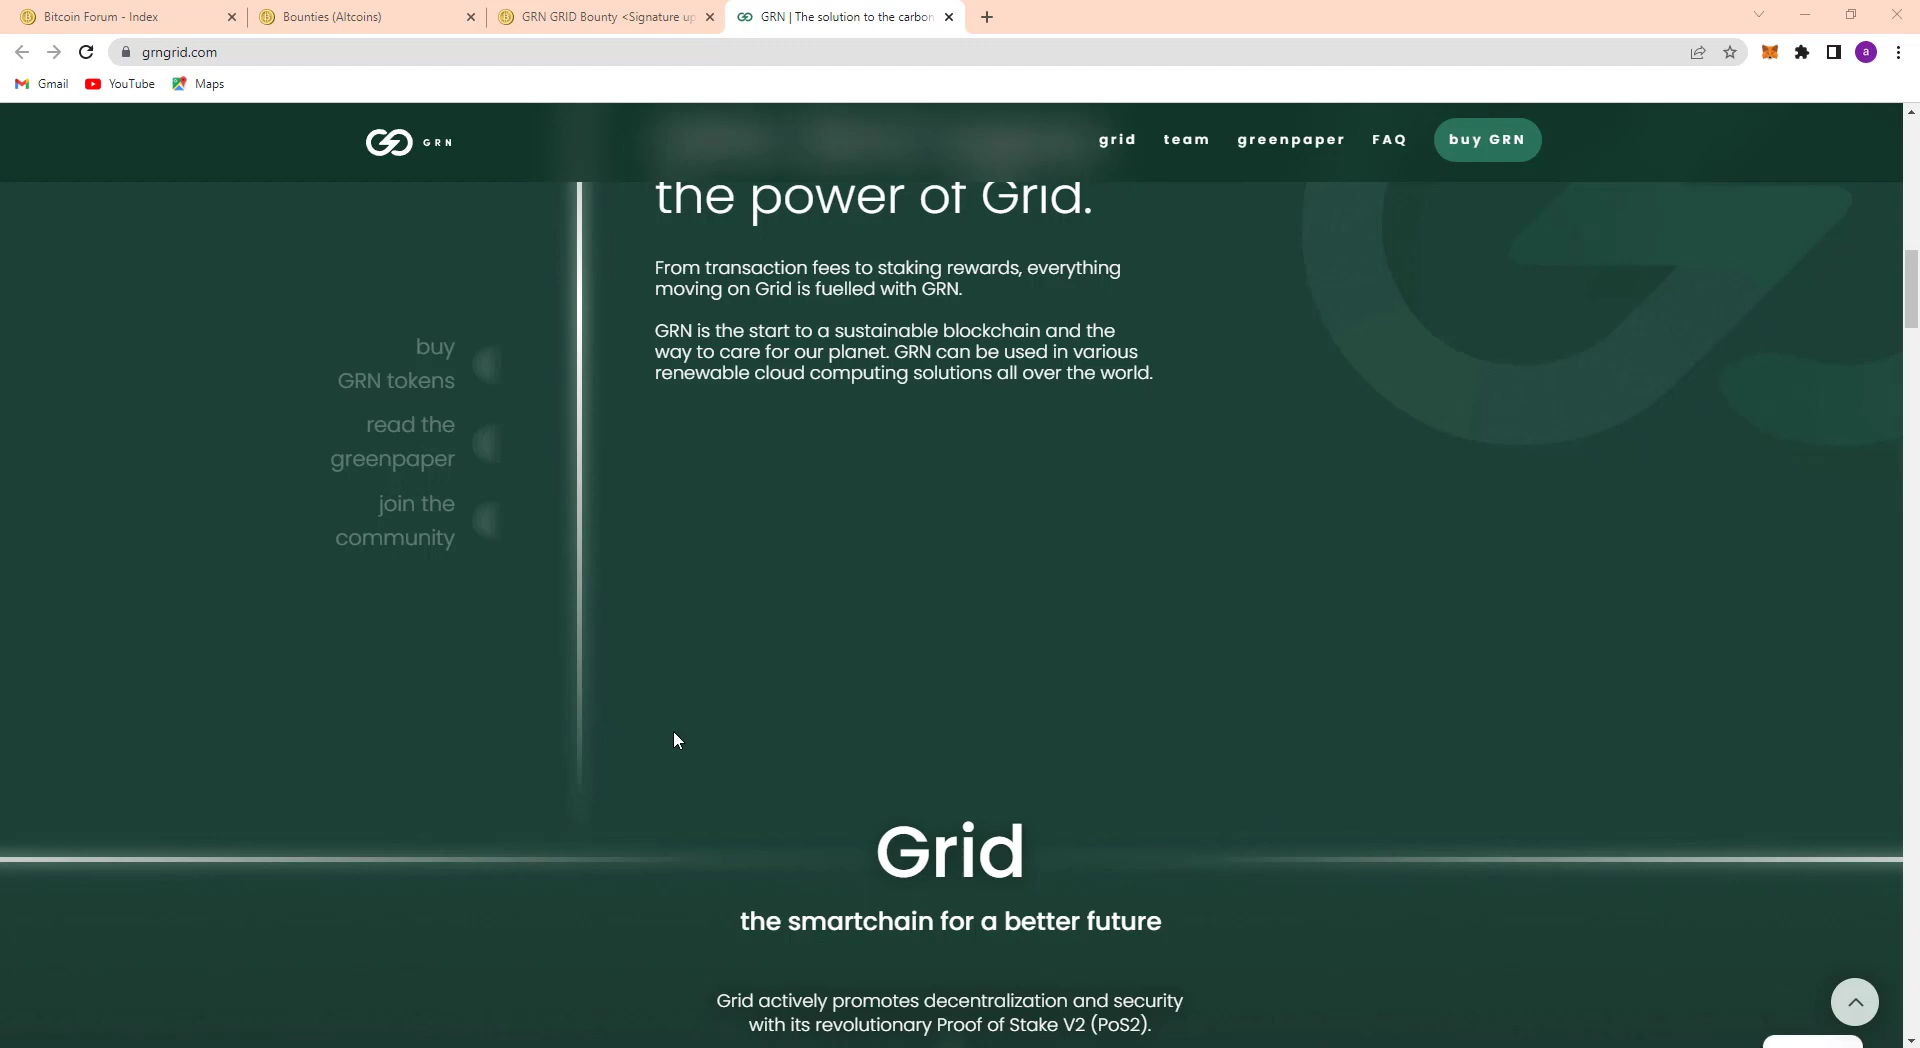 Bitcoin Forum - Index
Bounties (Altcoins)
GRN GRID Bounty <Signature up
GRN | The solution to the carbon
grngrid.com
a
Gmail
YouTube
Maps
GRN
grid
team
greenpaper
FAQ
buy GRN
the power of Grid.
From transaction fees to staking rewards, everything
moving on Grid is fuelled with GRN.
GRN is the start to a sustainable blockchain and the
way to care for our planet. GRN can be used in various
renewable cloud computing solutions all over the world.
buy
GRN tokens
read the
greenpaper
join the
community
Grid
the smartchain for a better future
Grid actively promotes decentralization and security
with its revolutionary Proof of Stake V2 (PoS2).